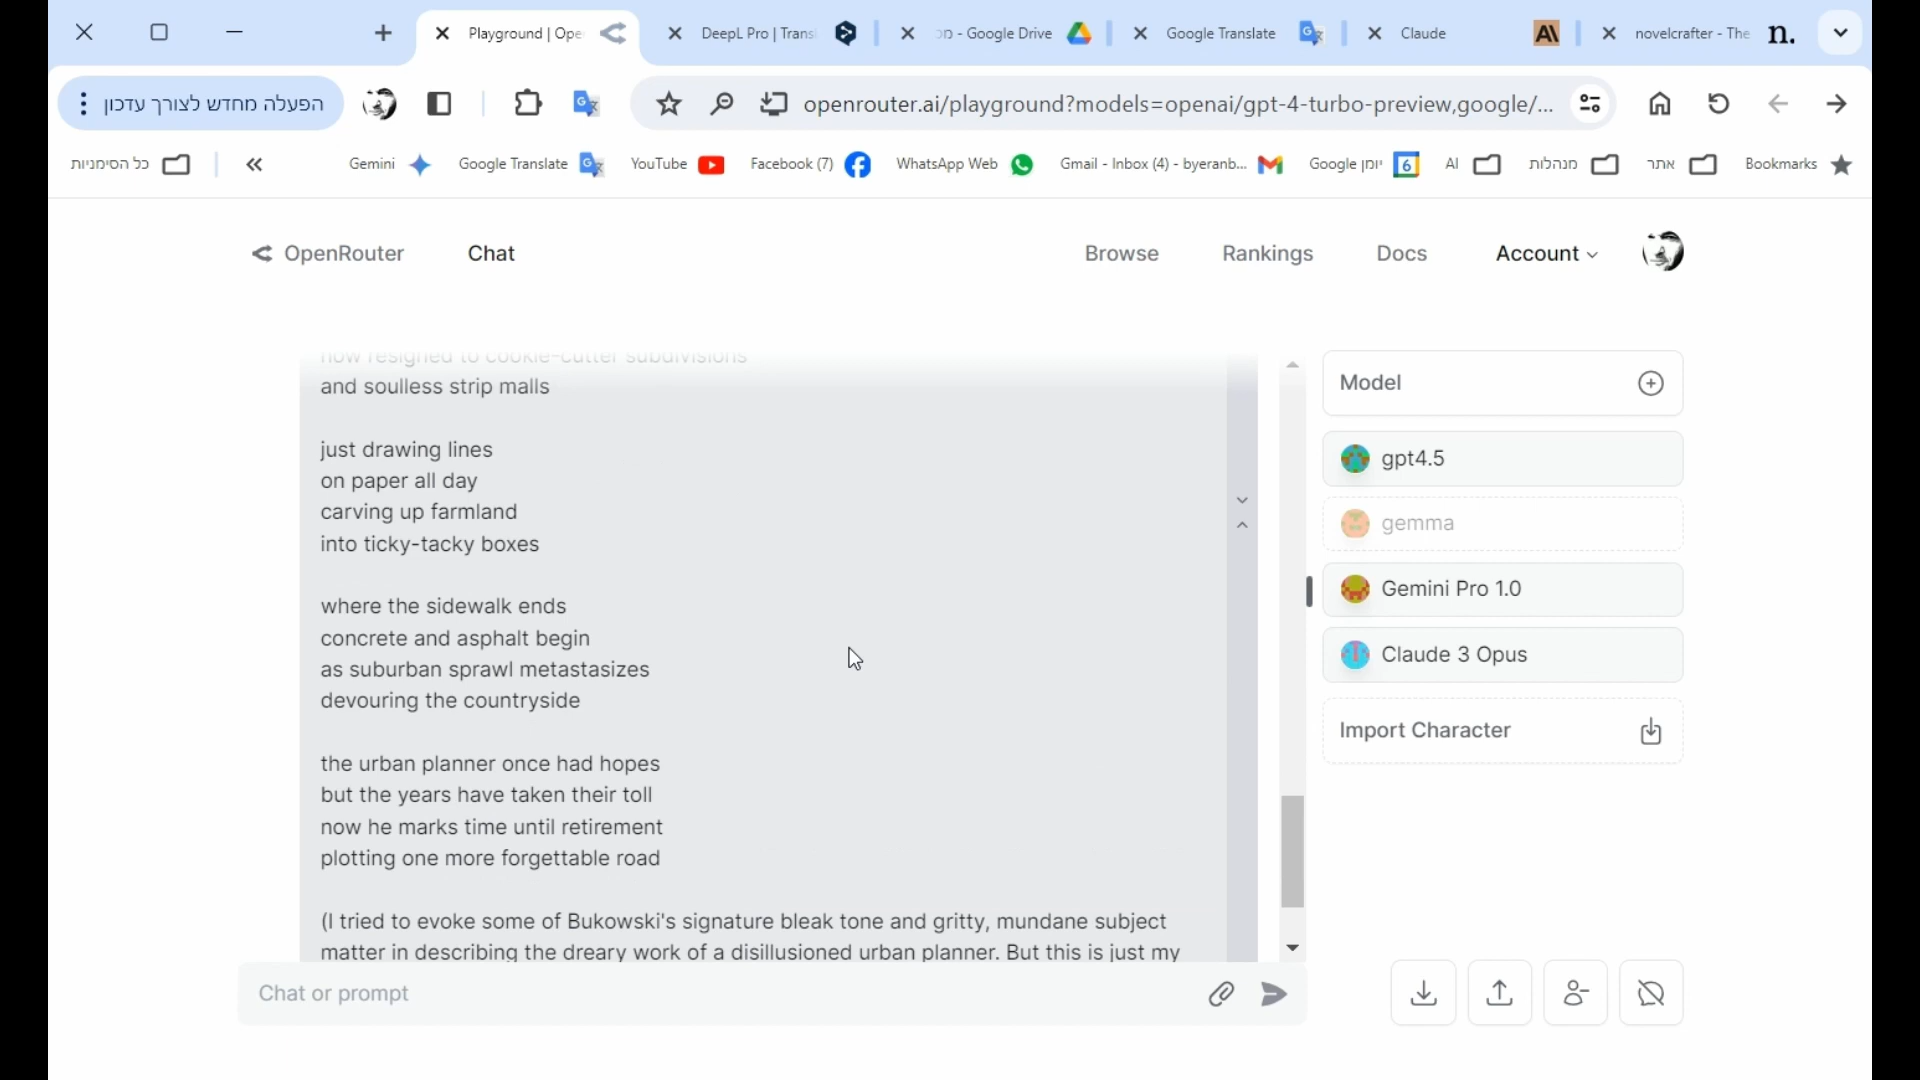 Playground | Ope
DeepL Pro | Trans
Google Drive -
Google Translate
Claude
novelcrafter - The
n.
הפעלה מחדש לצורך עדכון
openrouter.ai/playground?models=openai/gpt-4-turbo-preview,google/...
כל הסימניות
Gemini
Google Translate
YouTube
Facebook (7)
WhatsApp Web
Gmail - Inbox (4) - byeranb...
יומן Google
6
AI
מנהלות
אתר
Bookmarks
OpenRouter
Chat
Browse
Rankings
Docs
Account
now resigned to cookie-cutter subdivisions
and soulless strip malls
just drawing lines
on paper all day
carving up farmland
into ticky-tacky boxes
where the sidewalk ends
concrete and asphalt begin
as suburban sprawl metastasizes
devouring the countryside
the urban planner once had hopes
but the years have taken their toll
now he marks time until retirement
plotting one more forgettable road
(I tried to evoke some of Bukowski's signature bleak tone and gritty, mundane subject
matter in describing the dreary work of a disillusioned urban planner. But this is just my
Model
gpt4.5
gemma
Gemini Pro 1.0
Claude 3 Opus
Import Character
Chat or prompt